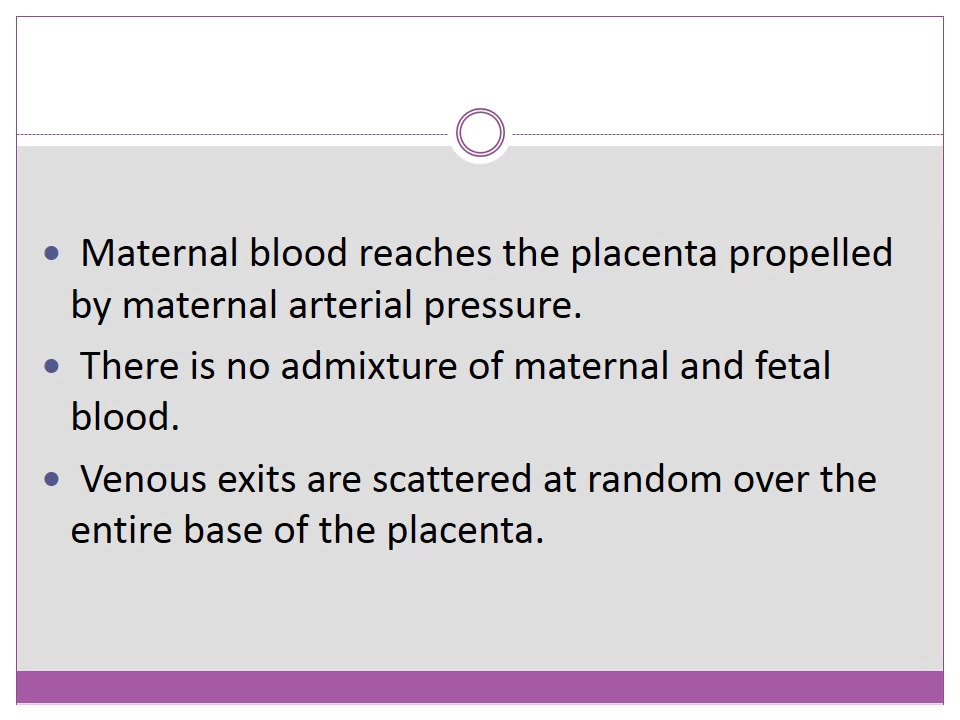 • Maternal blood reaches the placenta propelled
by maternal arterial pressure.
• There is no admixture of maternal and fetal
blood.
• Venous exits are scattered at random over the
entire base of the placenta.